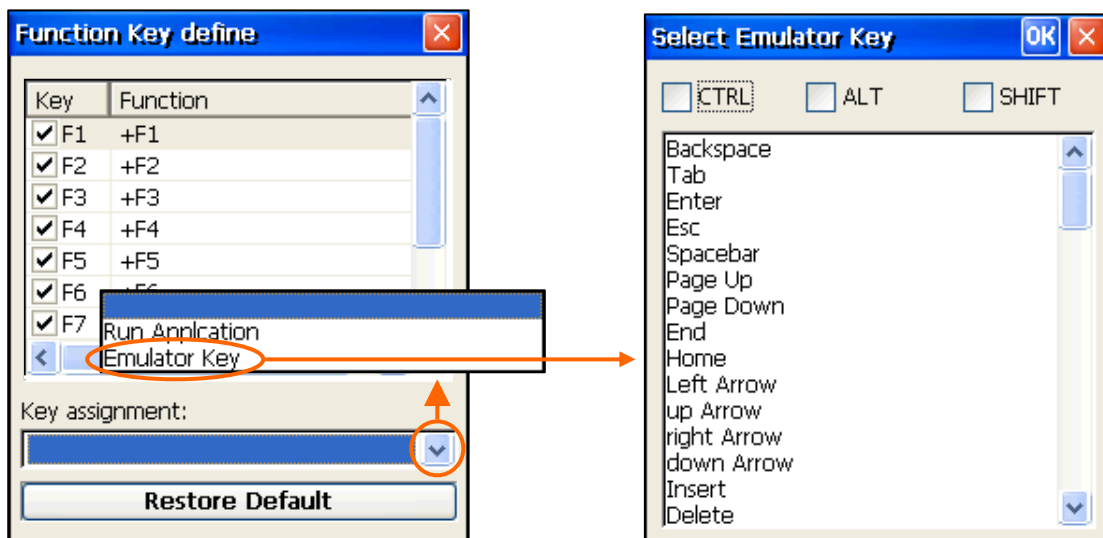 Function Key define
Key Function
F1 +F1
F2 +F2
F3 +F3
F4 +F4
F5 +F5
F6 +F6
F7
Run Applcation
Emulator Key
Key assignment:
Restore Default
Select Emulator Key OK
CTRL ALT SHIFT
Backspace
Tab
Enter
Esc
Spacebar
Page Up
Page Down
End
Home
Left Arrow
up Arrow
right Arrow
down Arrow
Insert
Delete